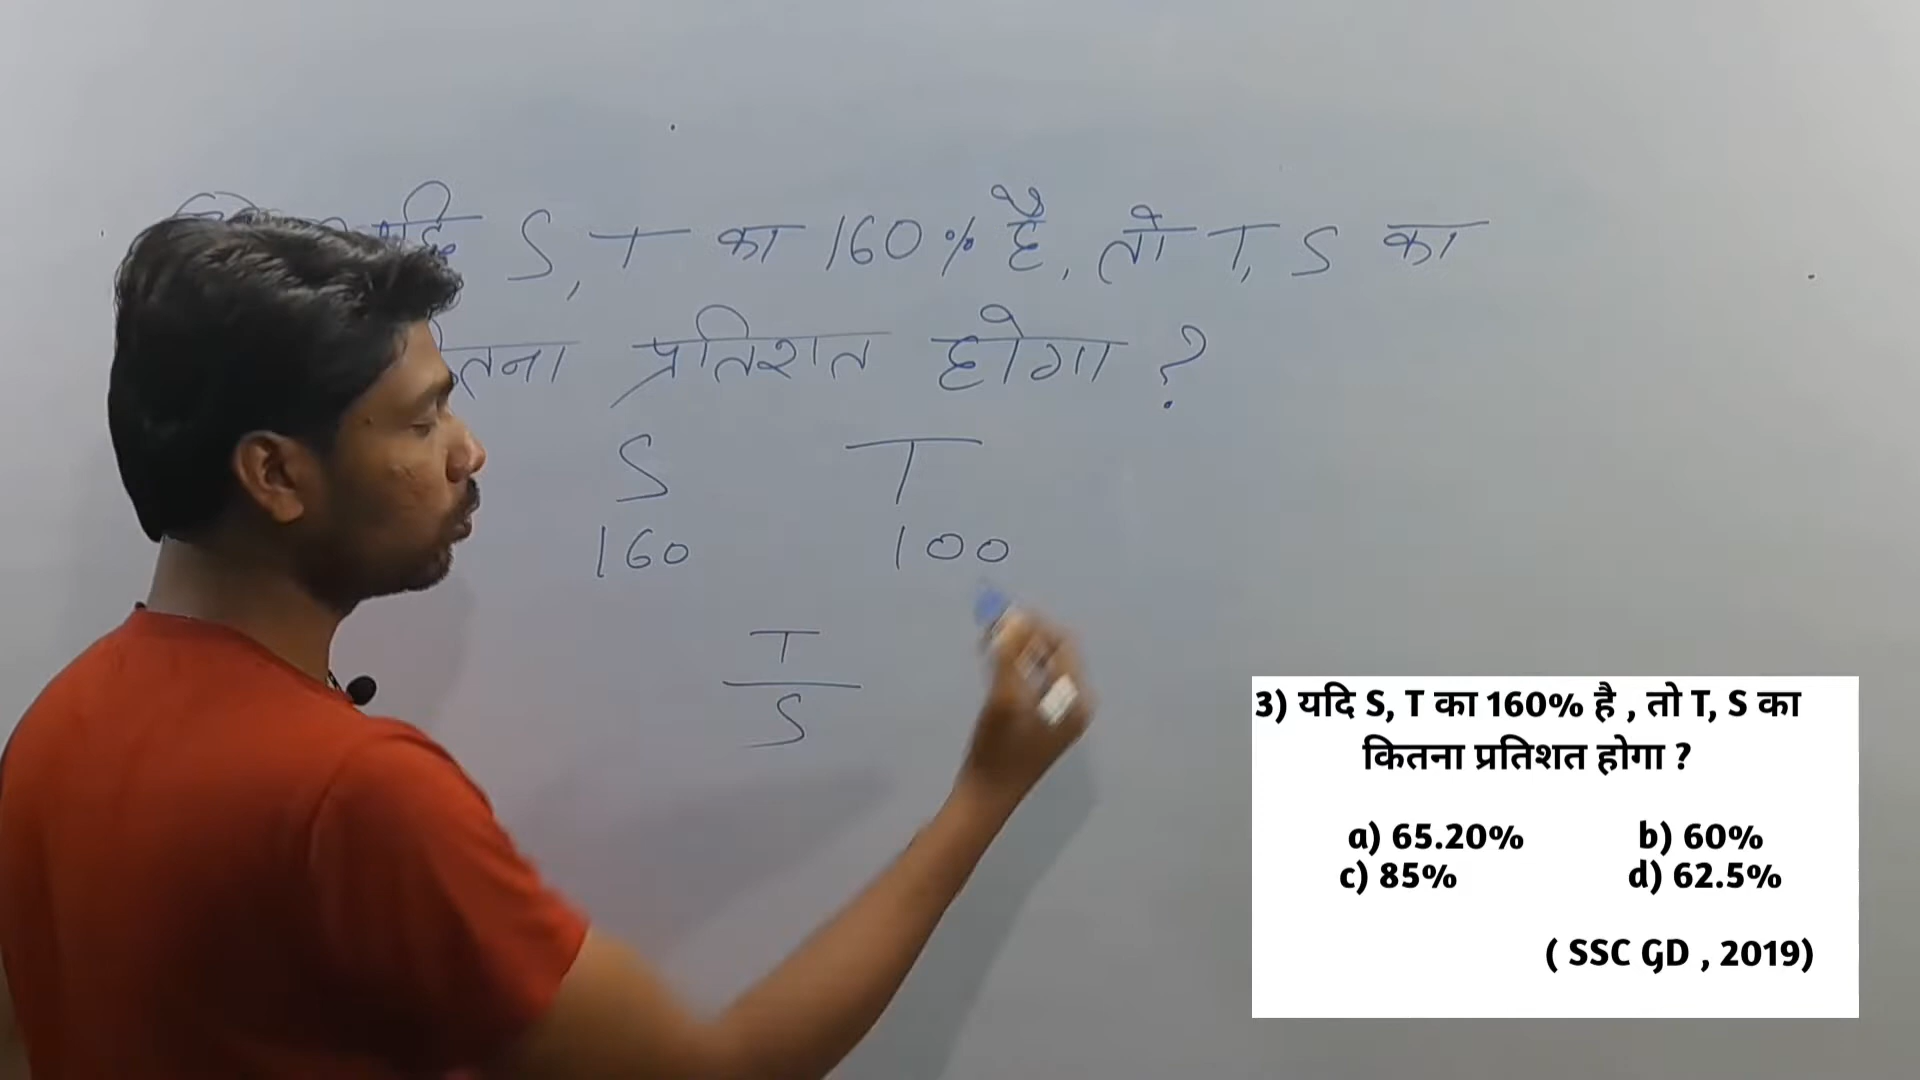 S, T का 160% है, तो T, S का
प्रतिशत होगा ?
S T
160 100
T
S
3) यदि S, T का 160% है , तो T, S का
कितना प्रतिशत होगा ?
a) 65.20% b) 60%
c) 85% d) 62.5%
( SSC GD , 2019)